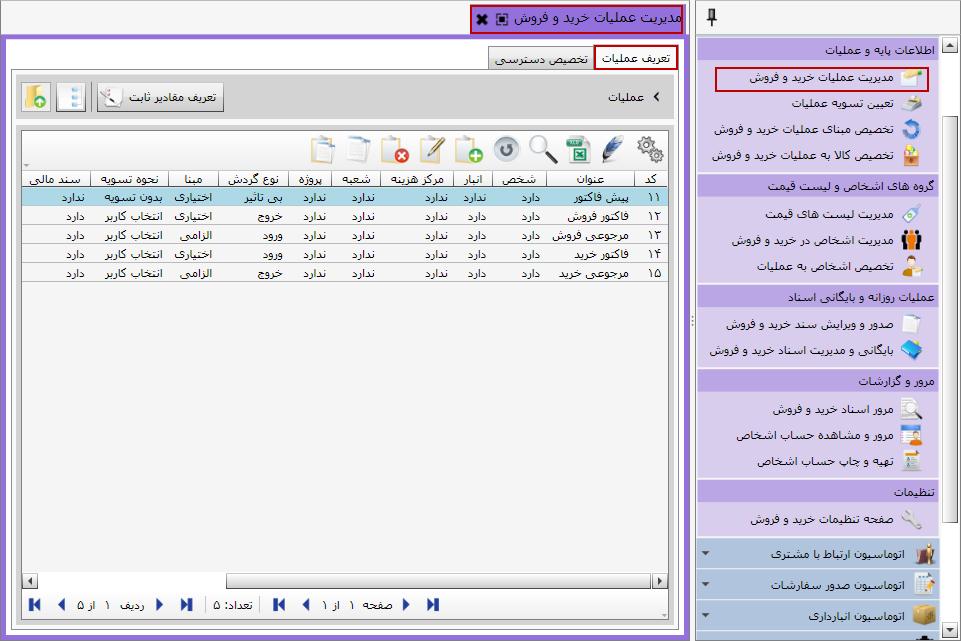 مدیریت عملیات خرید و فروش
تعریف عملیات
تخصیص دسترسی
عملیات
تعریف مقادیر ثابت
کد عنوان شخص انبار مرکز هزینه شعبه پروژه نوع گردش مبنا نحوه تسویه سند مالی
۱۱ پیش فاکتور دارد ندارد ندارد ندارد ندارد بی تاثیر اختیاری بدون تسویه ندارد
۱۲ فاکتور فروش دارد دارد ندارد ندارد ندارد خروج اختیاری انتخاب کاربر دارد
۱۳ مرجوعی فروش دارد دارد ندارد ندارد ندارد ورود الزامی انتخاب کاربر دارد
۱۴ فاکتور خرید دارد دارد ندارد ندارد ندارد ورود اختیاری انتخاب کاربر دارد
۱۵ مرجوعی خرید دارد دارد ندارد ندارد ندارد خروج الزامی انتخاب کاربر دارد
صفحه ۱ از ۱
تعداد: ۵
ردیف ۱ از ۵
اطلاعات پایه و عملیات
مدیریت عملیات خرید و فروش
تعیین تسویه عملیات
تخصیص مبنای عملیات خرید و فروش
تخصیص کالا به عملیات خرید و فروش
گروه های اشخاص و لیست قیمت
مدیریت لیست های قیمت
مدیریت اشخاص در خرید و فروش
تخصیص اشخاص به عملیات
عملیات روزانه و بایگانی اسناد
صدور و ویرایش سند خرید و فروش
بایگانی و مدیریت اسناد خرید و فروش
مرور و گزارشات
مرور اسناد خرید و فروش
مرور و مشاهده حساب اشخاص
تهیه و چاپ حساب اشخاص
تنظیمات
صفحه تنظیمات خرید و فروش
اتوماسیون ارتباط با مشتری
اتوماسیون صدور سفارشات
اتوماسیون انبارداری